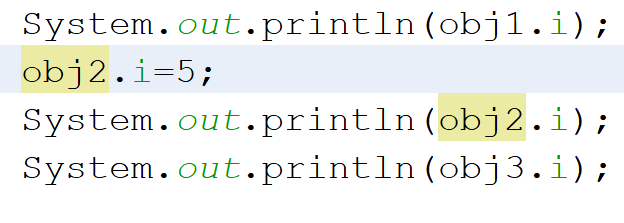 System.out.println(obj1.i);
obj2.i=5;
System.out.println(obj2.i);
System.out.println(obj3.i);